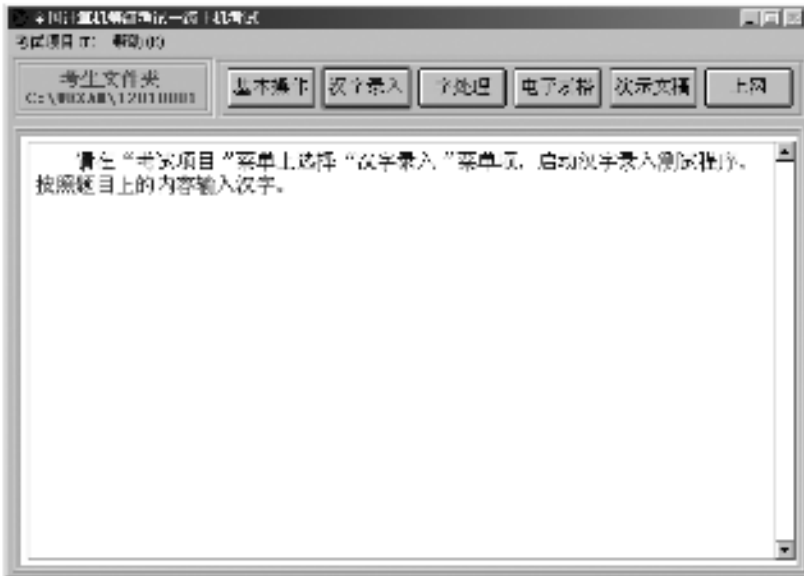 全国计算机等级考试一级上机考试
考试项目(T) 帮助(H)
考生文件夹
C:\WEXAM\12010001
基本操作 汉字录入 字处理 电子表格 演示文稿 上网
请在“考试项目”菜单上选择“汉字录入”菜单项，启动汉字录入测试程序。
按照题目上的内容输入汉字。